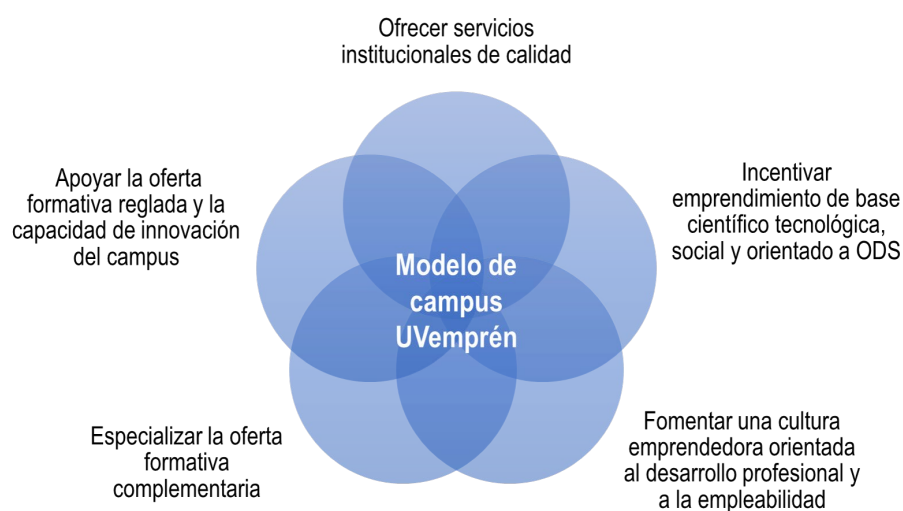 Ofrecer servicios
institucionales de calidad
Incentivar
emprendimiento de base
científico tecnológica,
social y orientado a ODS
Fomentar una cultura
emprendedora orientada
al desarrollo profesional y
a la empleabilidad
Especializar la oferta
formativa
complementaria
Apoyar la oferta
formativa reglada y la
capacidad de innovación
del campus
Modelo de
campus
UVemprén